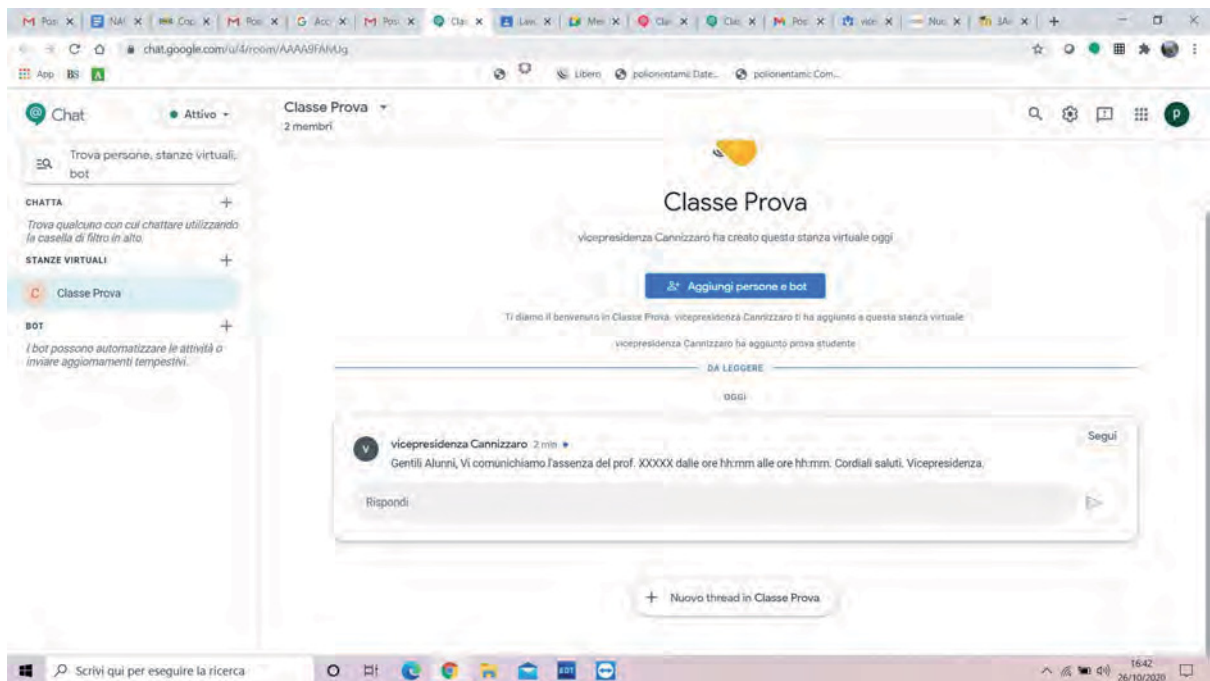 chat.google.com/u/4/room/AAAA9FAIVUg
App BS Libero polionentami: Date... polionentami: Com...
Chat Attivo
Classe Prova
2 membri
Trova persone, stanze virtuali,
bot
CHATTA
Trova qualcuno con cui chattare utilizzando
la casella di filtro in alto.
STANZE VIRTUALI
C Classe Prova
BOT
I bot possono automatizzare le attività o
inviare aggiornamenti tempestivi.
Classe Prova
vicepresidenza Cannizzaro ha creato questa stanza virtuale oggi
Aggiungi persone e bot
Ti diamo il benvenuto in Classe Prova. vicepresidenza Cannizzaro ti ha aggiunto a questa stanza virtuale
vicepresidenza Cannizzaro ha aggiunto prova studente
DA LEGGERE
OGGI
vicepresidenza Cannizzaro 2 min
Segui
Gentili Alunni, Vi comunichiamo l'assenza del prof. XXXXX dalle ore hh:mm alle ore hh:mm. Cordiali saluti. Vicepresidenza.
Rispondi
Nuovo thread in Classe Prova
Scrivi qui per eseguire la ricerca
EDT
16:42
26/10/2020